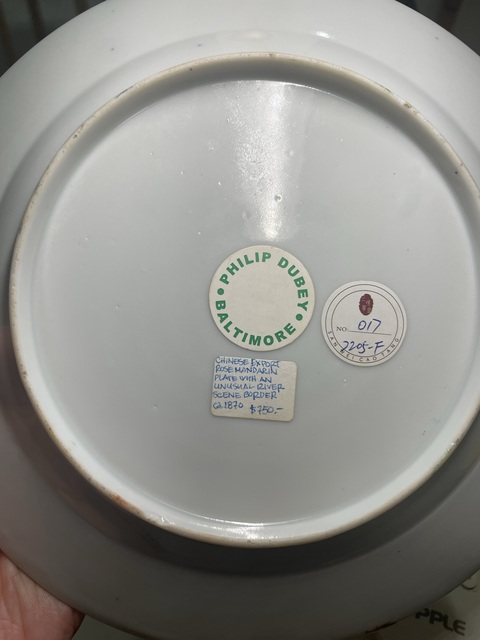 PHILIP DUBEY
• BALTIMORE •
NO. 017
2205-F
CHINESE EXPORT
ROSE MANDARIN
PLATE WITH AN
UNUSUAL RIVER
SCENE BORDER
Ca 1870 $750,-
PPLE